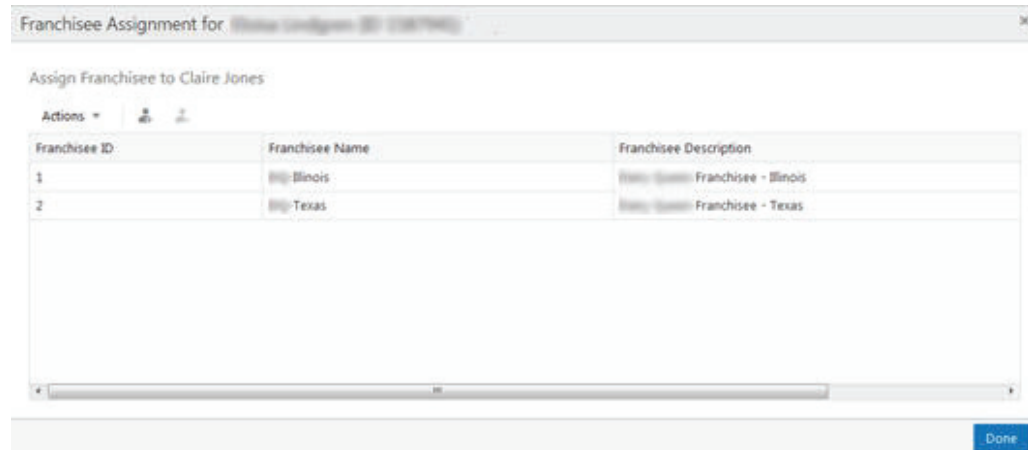 Franchisee Assignment for
Assign Franchisee to Claire Jones
Actions
Franchisee ID Franchisee Name Franchisee Description
1 Illinois Franchisee - Illinois
2 Texas Franchisee - Texas
Done